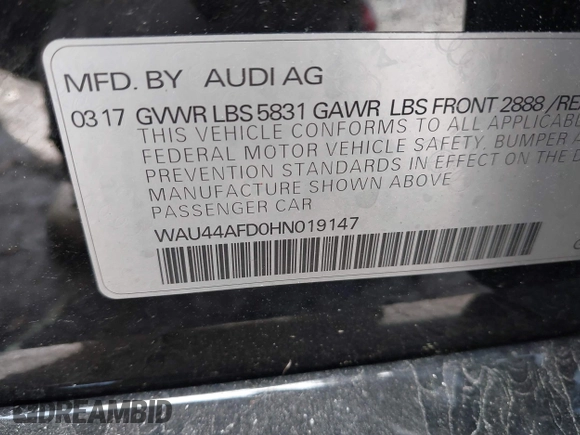 MFD. BY AUDI AG
03 17 GVWR LBS 5831 GAWR LBS FRONT 2888 /RE
THIS VEHICLE CONFORMS TO ALL APPLICABL
FEDERAL MOTOR VEHICLE SAFETY. BUMPER A
PREVENTION STANDARDS IN EFFECT ON THE D
MANUFACTURE SHOWN ABOVE
PASSENGER CAR
WAU44AFD0HN019147
DREAMBID